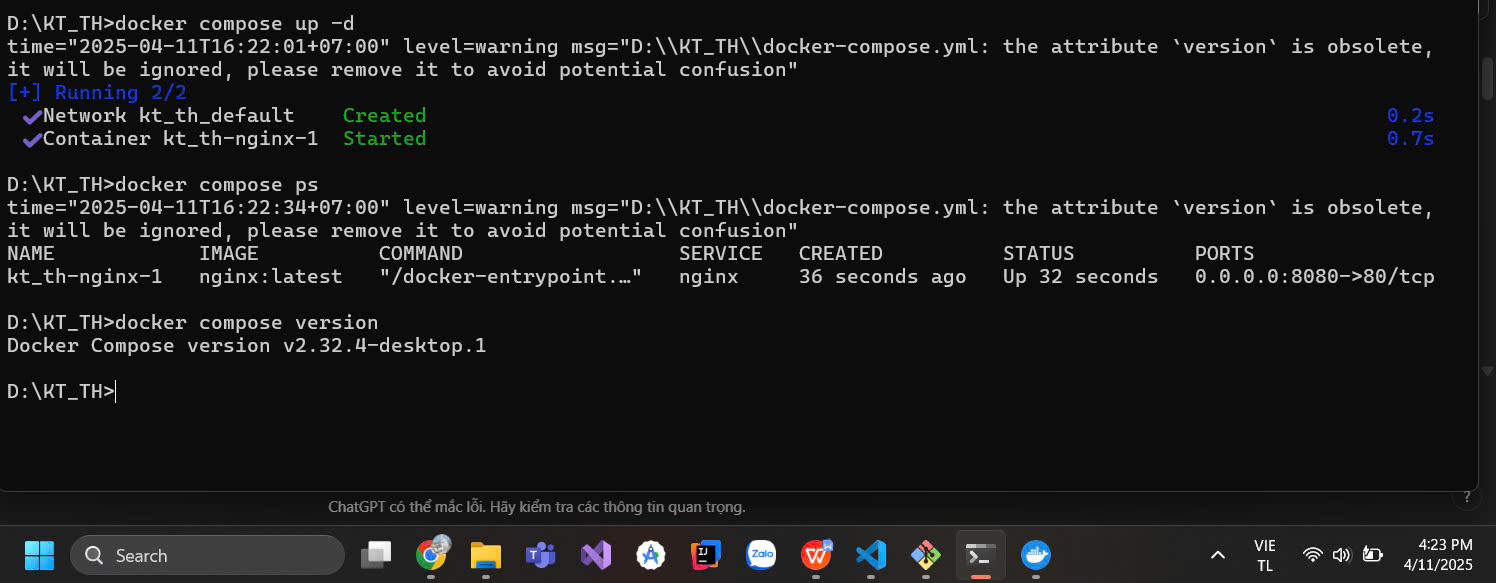 D:\KT_TH>docker compose up -d
time="2025-04-11T16:22:01+07:00" level=warning msg="D:\\KT_TH\\docker-compose.yml: the attribute `version` is obsolete,
it will be ignored, please remove it to avoid potential confusion"
[+] Running 2/2
Network kt_th_default Created 0.2s
Container kt_th-nginx-1 Started 0.7s
D:\KT_TH>docker compose ps
time="2025-04-11T16:22:34+07:00" level=warning msg="D:\\KT_TH\\docker-compose.yml: the attribute `version` is obsolete,
it will be ignored, please remove it to avoid potential confusion"
NAME IMAGE COMMAND SERVICE CREATED STATUS PORTS
kt_th-nginx-1 nginx:latest "/docker-entrypoint.…" nginx 36 seconds ago Up 32 seconds 0.0.0.0:8080->80/tcp
D:\KT_TH>docker compose version
Docker Compose version v2.32.4-desktop.1
D:\KT_TH>
ChatGPT có thể mắc lỗi. Hãy kiểm tra các thông tin quan trọng.
?
Search
T
IJ
Zalo
W
VIE
TL
4:23 PM
4/11/2025